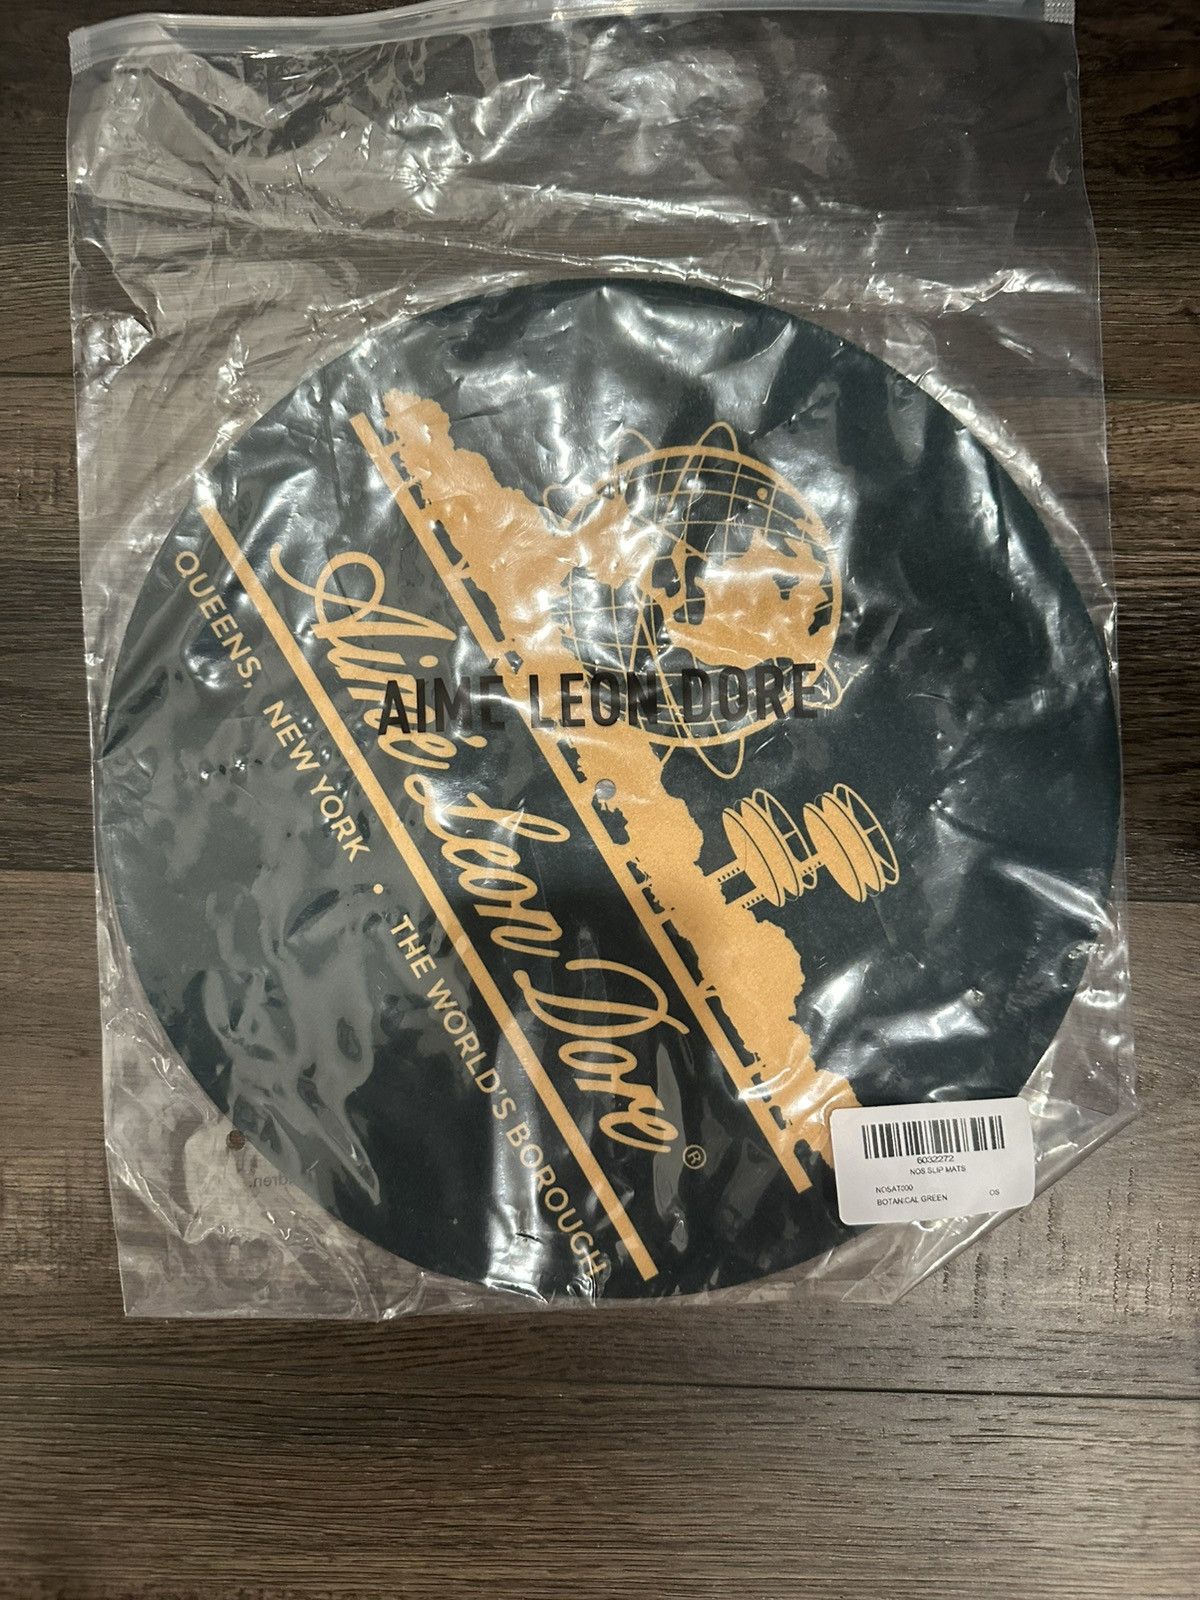 AIMÉ LEON DORE
Aimé Leon Dore ®
QUEENS, NEW YORK • THE WORLD'S BOROUGH
6032272
NOS SLIP MATS
NOSAT000
BOTANICAL GREEN OS